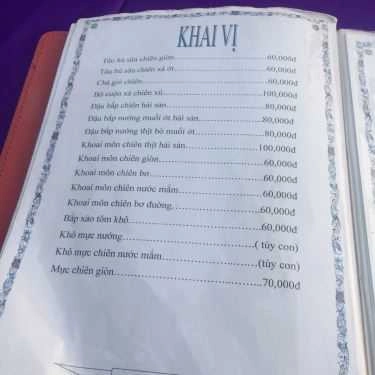 KHAI VỊ
Tàu hủ sữa chiên giòn 60,000đ
Tàu hủ sữa chiên xả ớt 60,000đ
Chả giò chiên 60,000đ
Bò cuộn xả chiên xù 100,000đ
Đậu bắp chiên hải sản 80,000đ
Đậu bắp nướng muối ớt hải sản 80,000đ
Đậu bắp nướng thịt bò muối ớt 80,000đ
Khoai môn chiên thịt hải sản 100,000đ
Khoai môn chiên giòn 60,000đ
Khoai môn chiên bơ 60,000đ
Khoai môn chiên nước mắm 60,000đ
Khoai môn chiên bơ đường 60,000đ
Bắp xào tôm khô 60,000đ
Khô mực nướng ( tùy con)
Khô mực chiên nước mắm (tùy con)
Mực chiên giòn 70,000đ